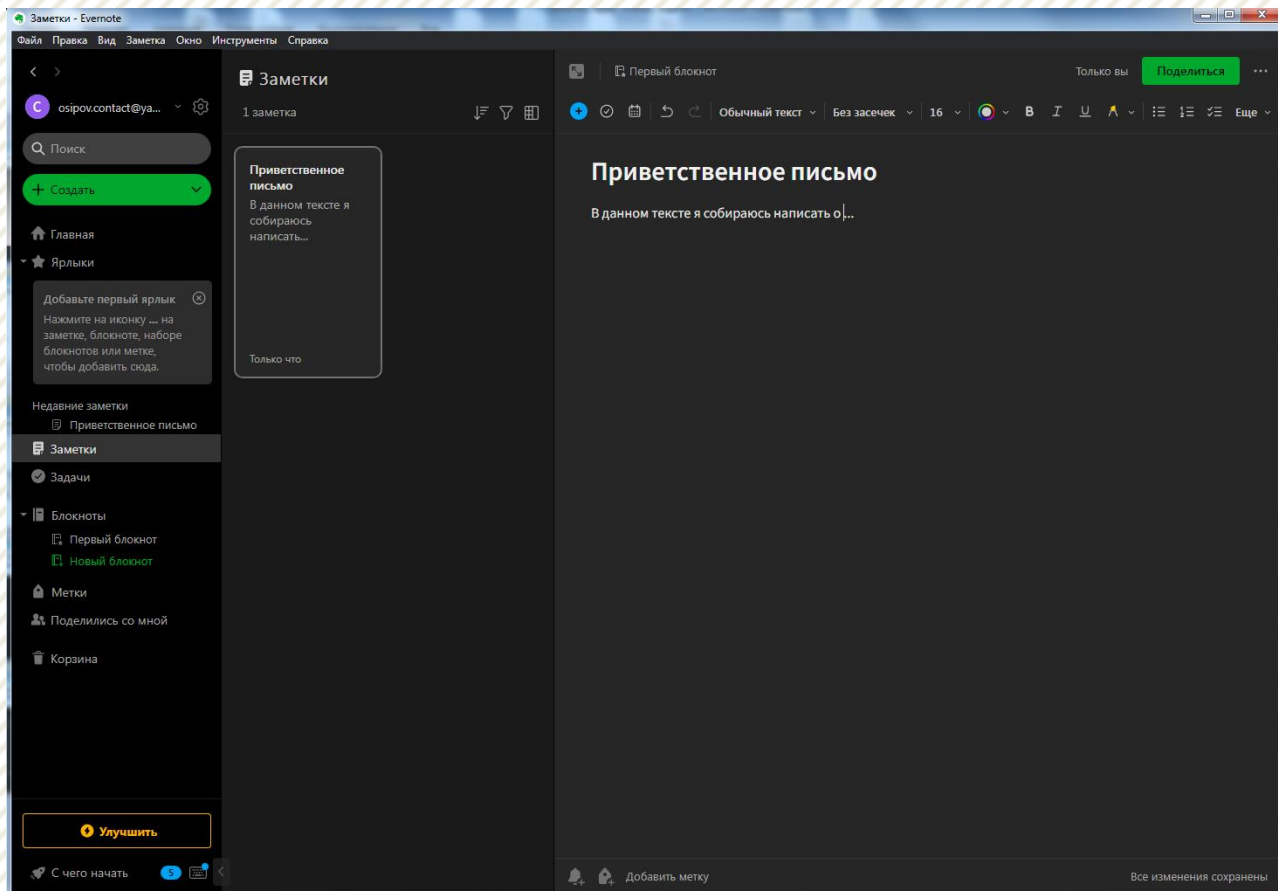 Заметки - Evernote
Файл Правка Вид Заметка Окно Инструменты Справка
C osipov.contact@ya...
Поиск
Создать
Главная
Ярлыки
Добавьте первый ярлык
Нажмите на иконку ... на
заметке, блокноте, наборе
блокнотов или метке,
чтобы добавить сюда.
Недавние заметки
Приветственное письмо
Заметки
Задачи
Блокноты
Первый блокнот
Новый блокнот
Метки
Поделились со мной
Корзина
Улучшить
С чего начать 5
Заметки
1 заметка
Приветственное
письмо
В данном тексте я
собираюсь
написать...
Только что
Первый блокнот Только вы Поделиться ...
Обычный текст Без засечек 16 B I U A Еще
Приветственное письмо
В данном тексте я собираюсь написать о ...
Добавить метку Все изменения сохранены